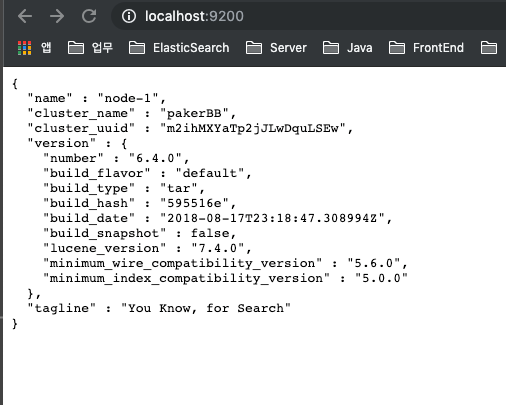 localhost:9200
앱 업무 ElasticSearch Server Java FrontEnd
{
"name" : "node-1",
"cluster_name" : "pakerBB",
"cluster_uuid" : "m2ihMXYaTp2jJLwDquLSEw",
"version" : {
"number" : "6.4.0",
"build_flavor" : "default",
"build_type" : "tar",
"build_hash" : "595516e",
"build_date" : "2018-08-17T23:18:47.308994Z",
"build_snapshot" : false,
"lucene_version" : "7.4.0",
"minimum_wire_compatibility_version" : "5.6.0",
"minimum_index_compatibility_version" : "5.0.0"
},
"tagline" : "You Know, for Search"
}